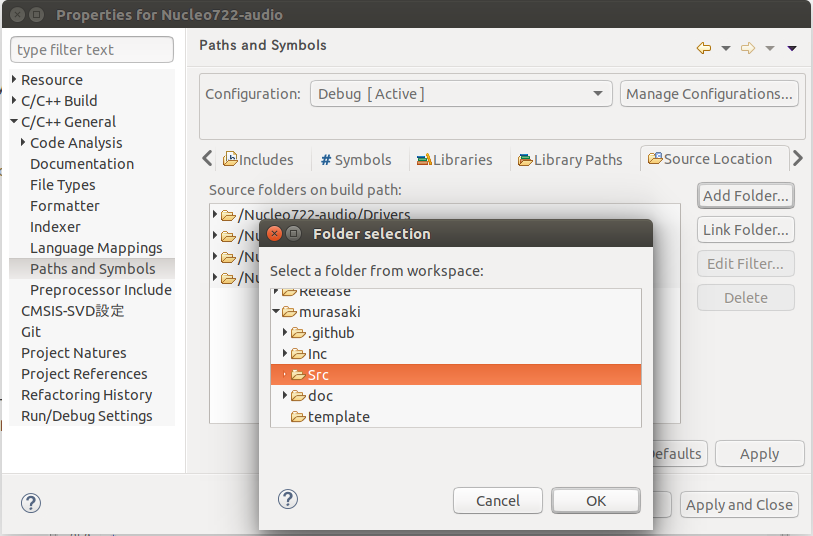 Properties for Nucleo722-audio
type filter text
Resource
C/C++ Build
C/C++ General
Code Analysis
Documentation
File Types
Formatter
Indexer
Language Mappings
Paths and Symbols
Preprocessor Include
CMSIS-SVD設定
Git
Project Natures
Project References
Refactoring History
Run/Debug Settings
Paths and Symbols
Configuration: Debug [ Active ] Manage Configurations...
Includes # Symbols Libraries Library Paths Source Location
Source folders on build path:
/Nucleo722-audio/Drivers
/Nu
/Nu
/Nu
Add Folder...
Link Folder...
Edit Filter...
Delete
Folder selection
Select a folder from workspace:
Release
murasaki
.github
Inc
Src
doc
template
? Cancel OK
Apply
? Apply and Close